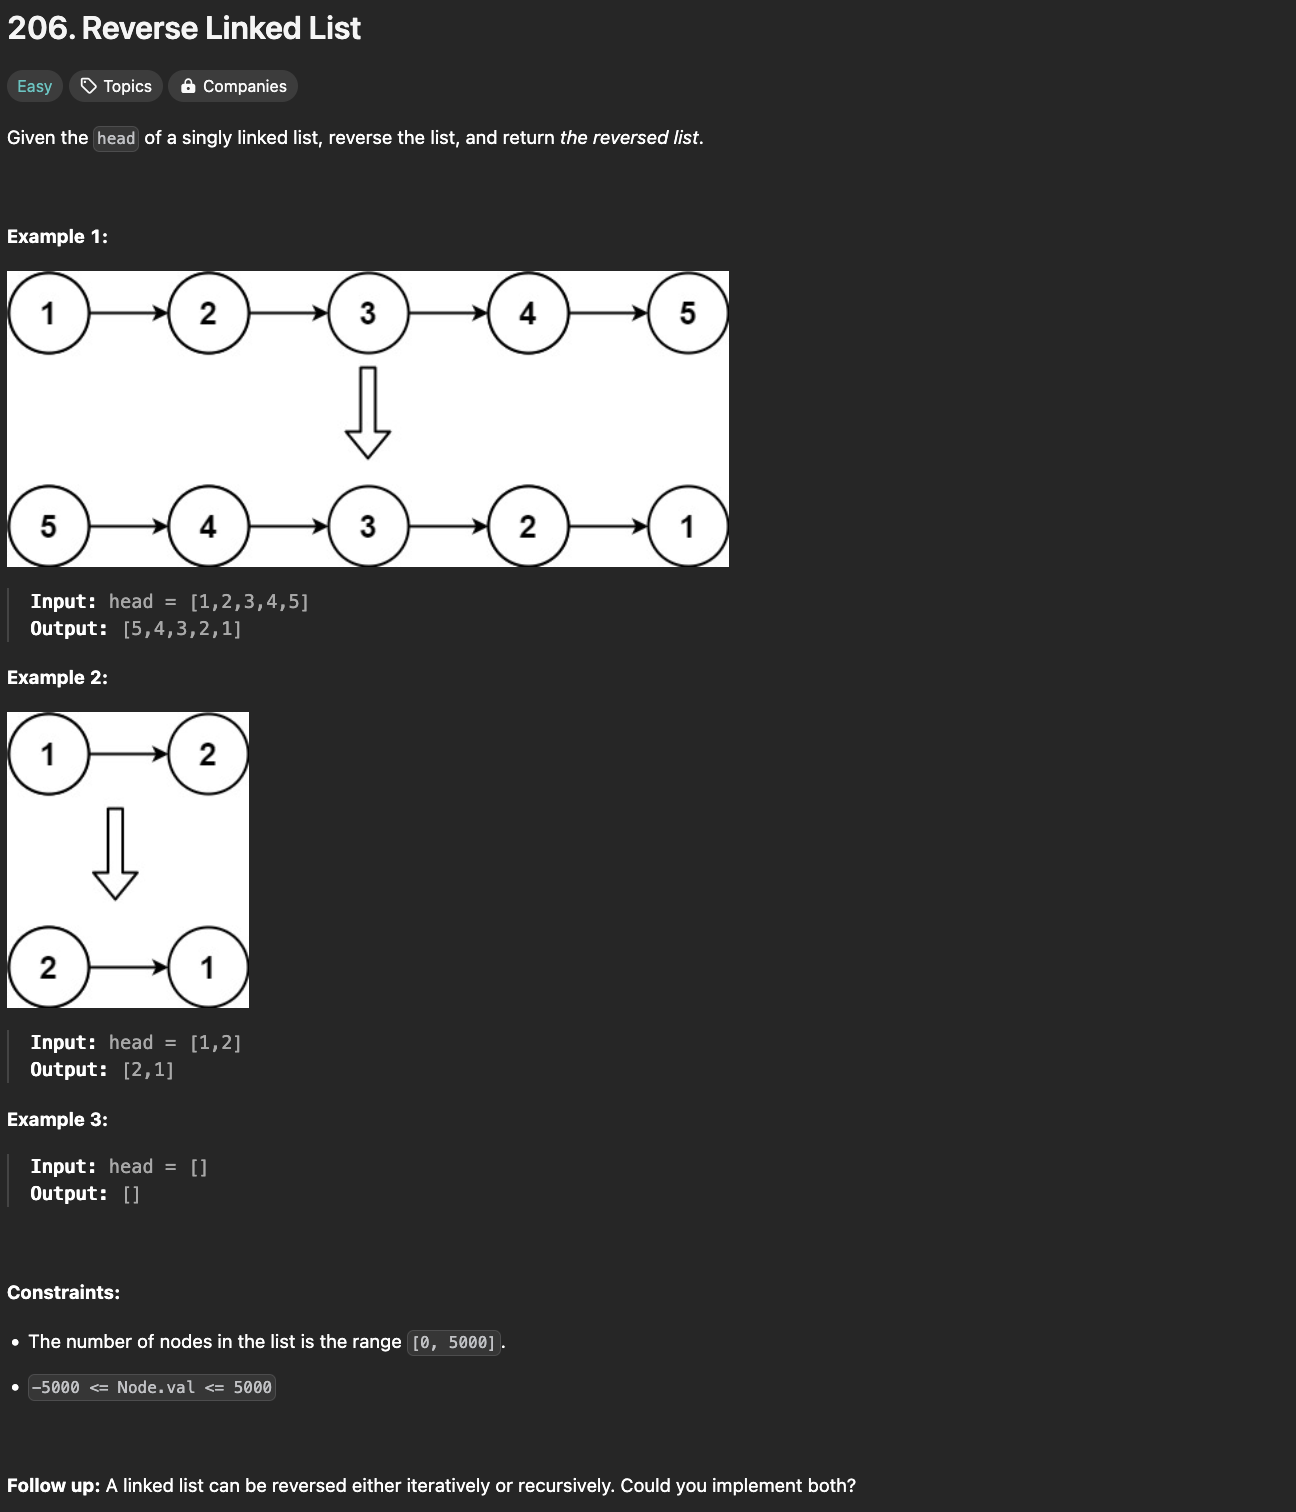 206. Reverse Linked List
Easy Topics Companies
Given the head of a singly linked list, reverse the list, and return the reversed list.
Example 1:
1 2 3 4 5
5 4 3 2 1
Input: head = [1,2,3,4,5]
Output: [5,4,3,2,1]
Example 2:
1 2
2 1
Input: head = [1,2]
Output: [2,1]
Example 3:
Input: head = []
Output: []
Constraints:
• The number of nodes in the list is the range [0, 5000].
• -5000 <= Node.val <= 5000
Follow up: A linked list can be reversed either iteratively or recursively. Could you implement both?